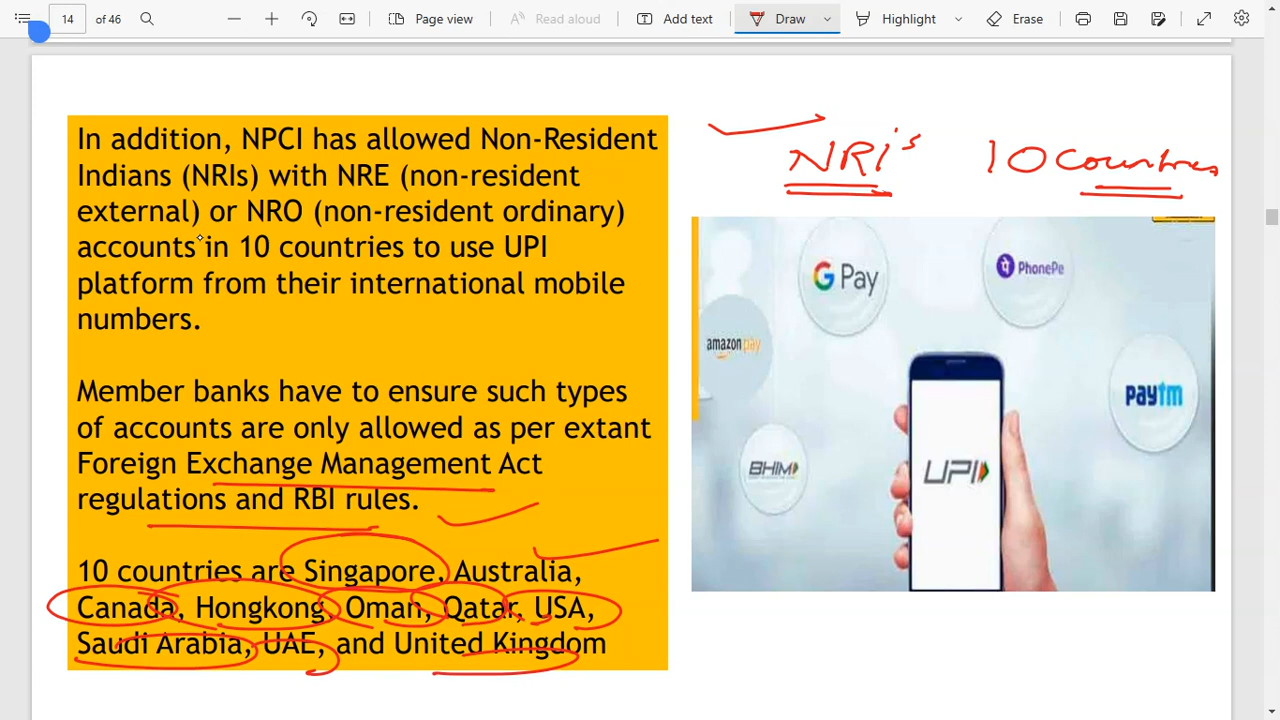 14 of 46
Page view
Read aloud
Add text
Draw
Highlight
Erase
In addition, NPCI has allowed Non-Resident
Indians (NRIs) with NRE (non-resident
external) or NRO (non-resident ordinary)
accounts in 10 countries to use UPI
platform from their international mobile
numbers.
Member banks have to ensure such types
of accounts are only allowed as per extant
Foreign Exchange Management Act
regulations and RBI rules.
10 countries are Singapore, Australia,
Canada, Hongkong, Oman, Qatar, USA,
Saudi Arabia, UAE, and United Kingdom
NRI's 10 countries
G Pay
PhonePe
amazon pay
paytm
BHIM
UPI